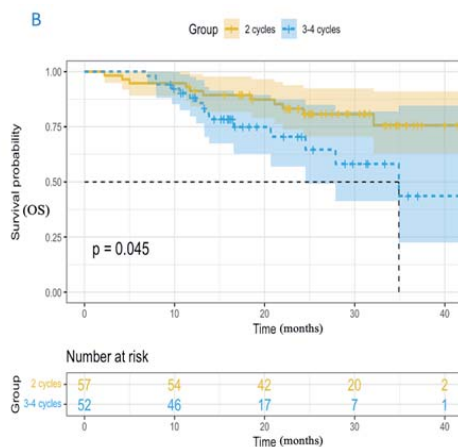 B
Group 2 cycles 3-4 cycles
Survival probability
(OS)
1.00
0.75
0.50
0.25
0.00
p = 0.045
0 10 20 30 40
Time (months)
Number at risk
Group
2 cycles 57 54 42 20 2
3-4 cycles 52 46 17 7 1
0 10 20 30 40
Time (months)